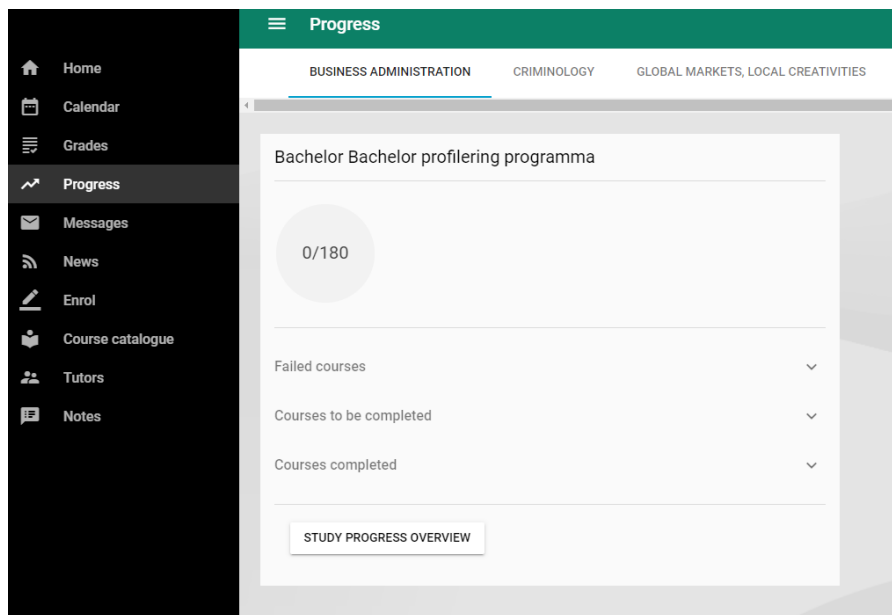 Progress
Home
Calendar
Grades
Progress
Messages
News
Enrol
Course catalogue
Tutors
Notes
BUSINESS ADMINISTRATION
CRIMINOLOGY
GLOBAL MARKETS, LOCAL CREATIVITIES
Bachelor Bachelor profilering programma
0/180
Failed courses
Courses to be completed
Courses completed
STUDY PROGRESS OVERVIEW